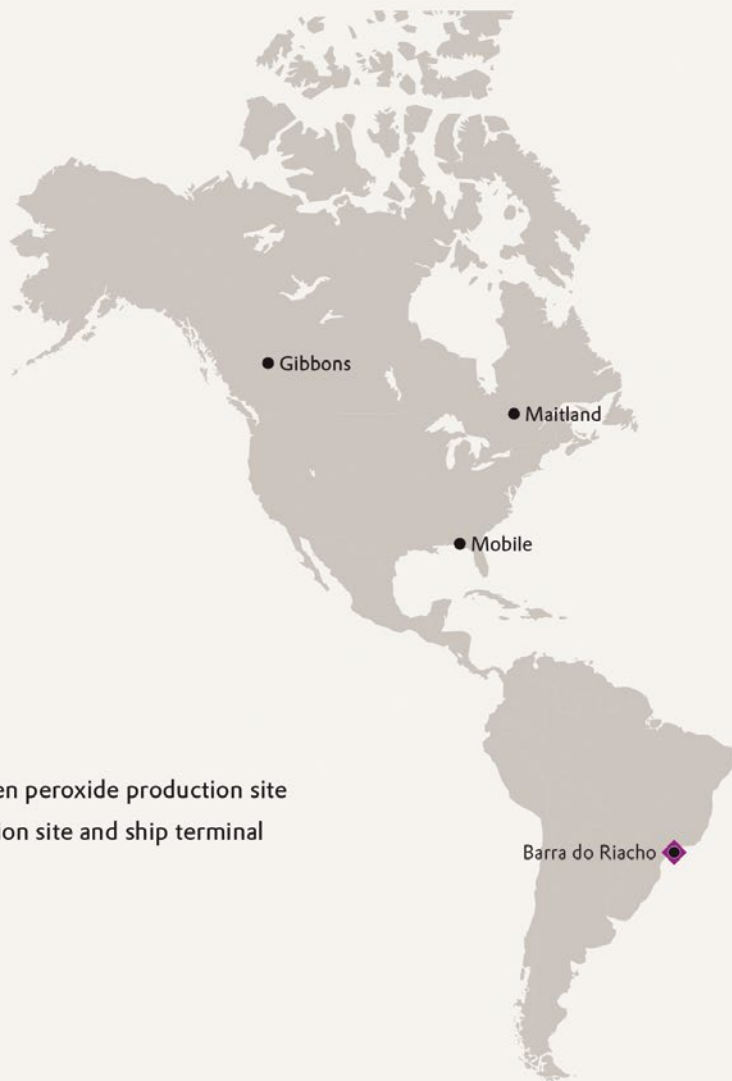 Gibbons
Maitland
Mobile
en peroxide production site
ion site and ship terminal
Barra do Riacho